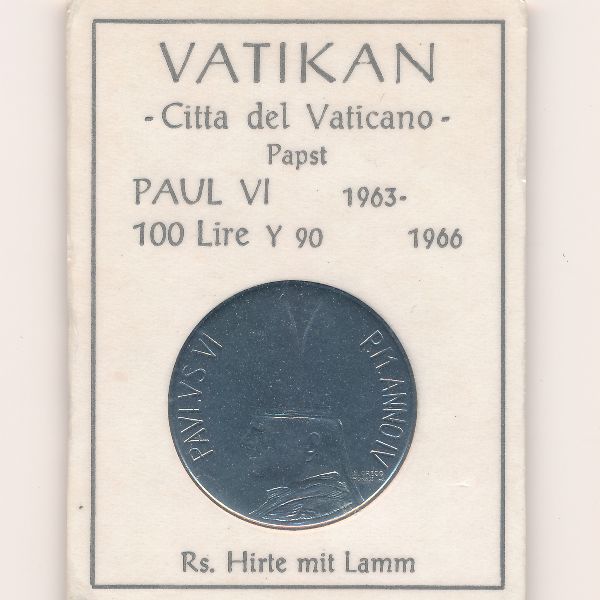 VATIKAN
- Citta del Vaticano -
Papst
PAUL VI 1963-
100 Lire Y 90 1966
PAVLVS VI
P.M. ANNO IV
Rs. Hirte mit Lamm